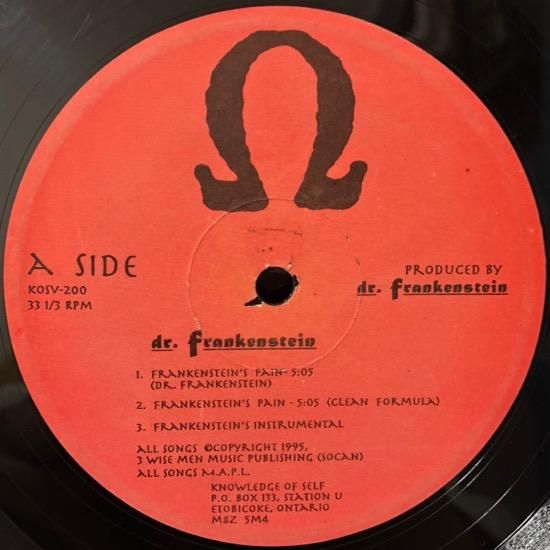 Ω
A SIDE
KOSV-200
33 1/3 RPM
PRODUCED BY
dr. Frankenstein
dr. Frankenstein
1. FRANKENSTEIN'S PAIN- 5:05
(DR. FRANKENSTEIN)
2. FRANKENSTEIN'S PAIN - 5:05 (CLEAN FORMULA)
3. FRANKENSTEIN'S INSTRUMENTAL
ALL SONGS ©COPYRIGHT 1995,
3 WISE MEN MUSIC PUBLISHING (SOCAN)
ALL SONGS M.A.P.L.
KNOWLEDGE OF SELF
P.O. BOX 133, STATION U
ETOBICOKE, ONTARIO
M8Z 5M4